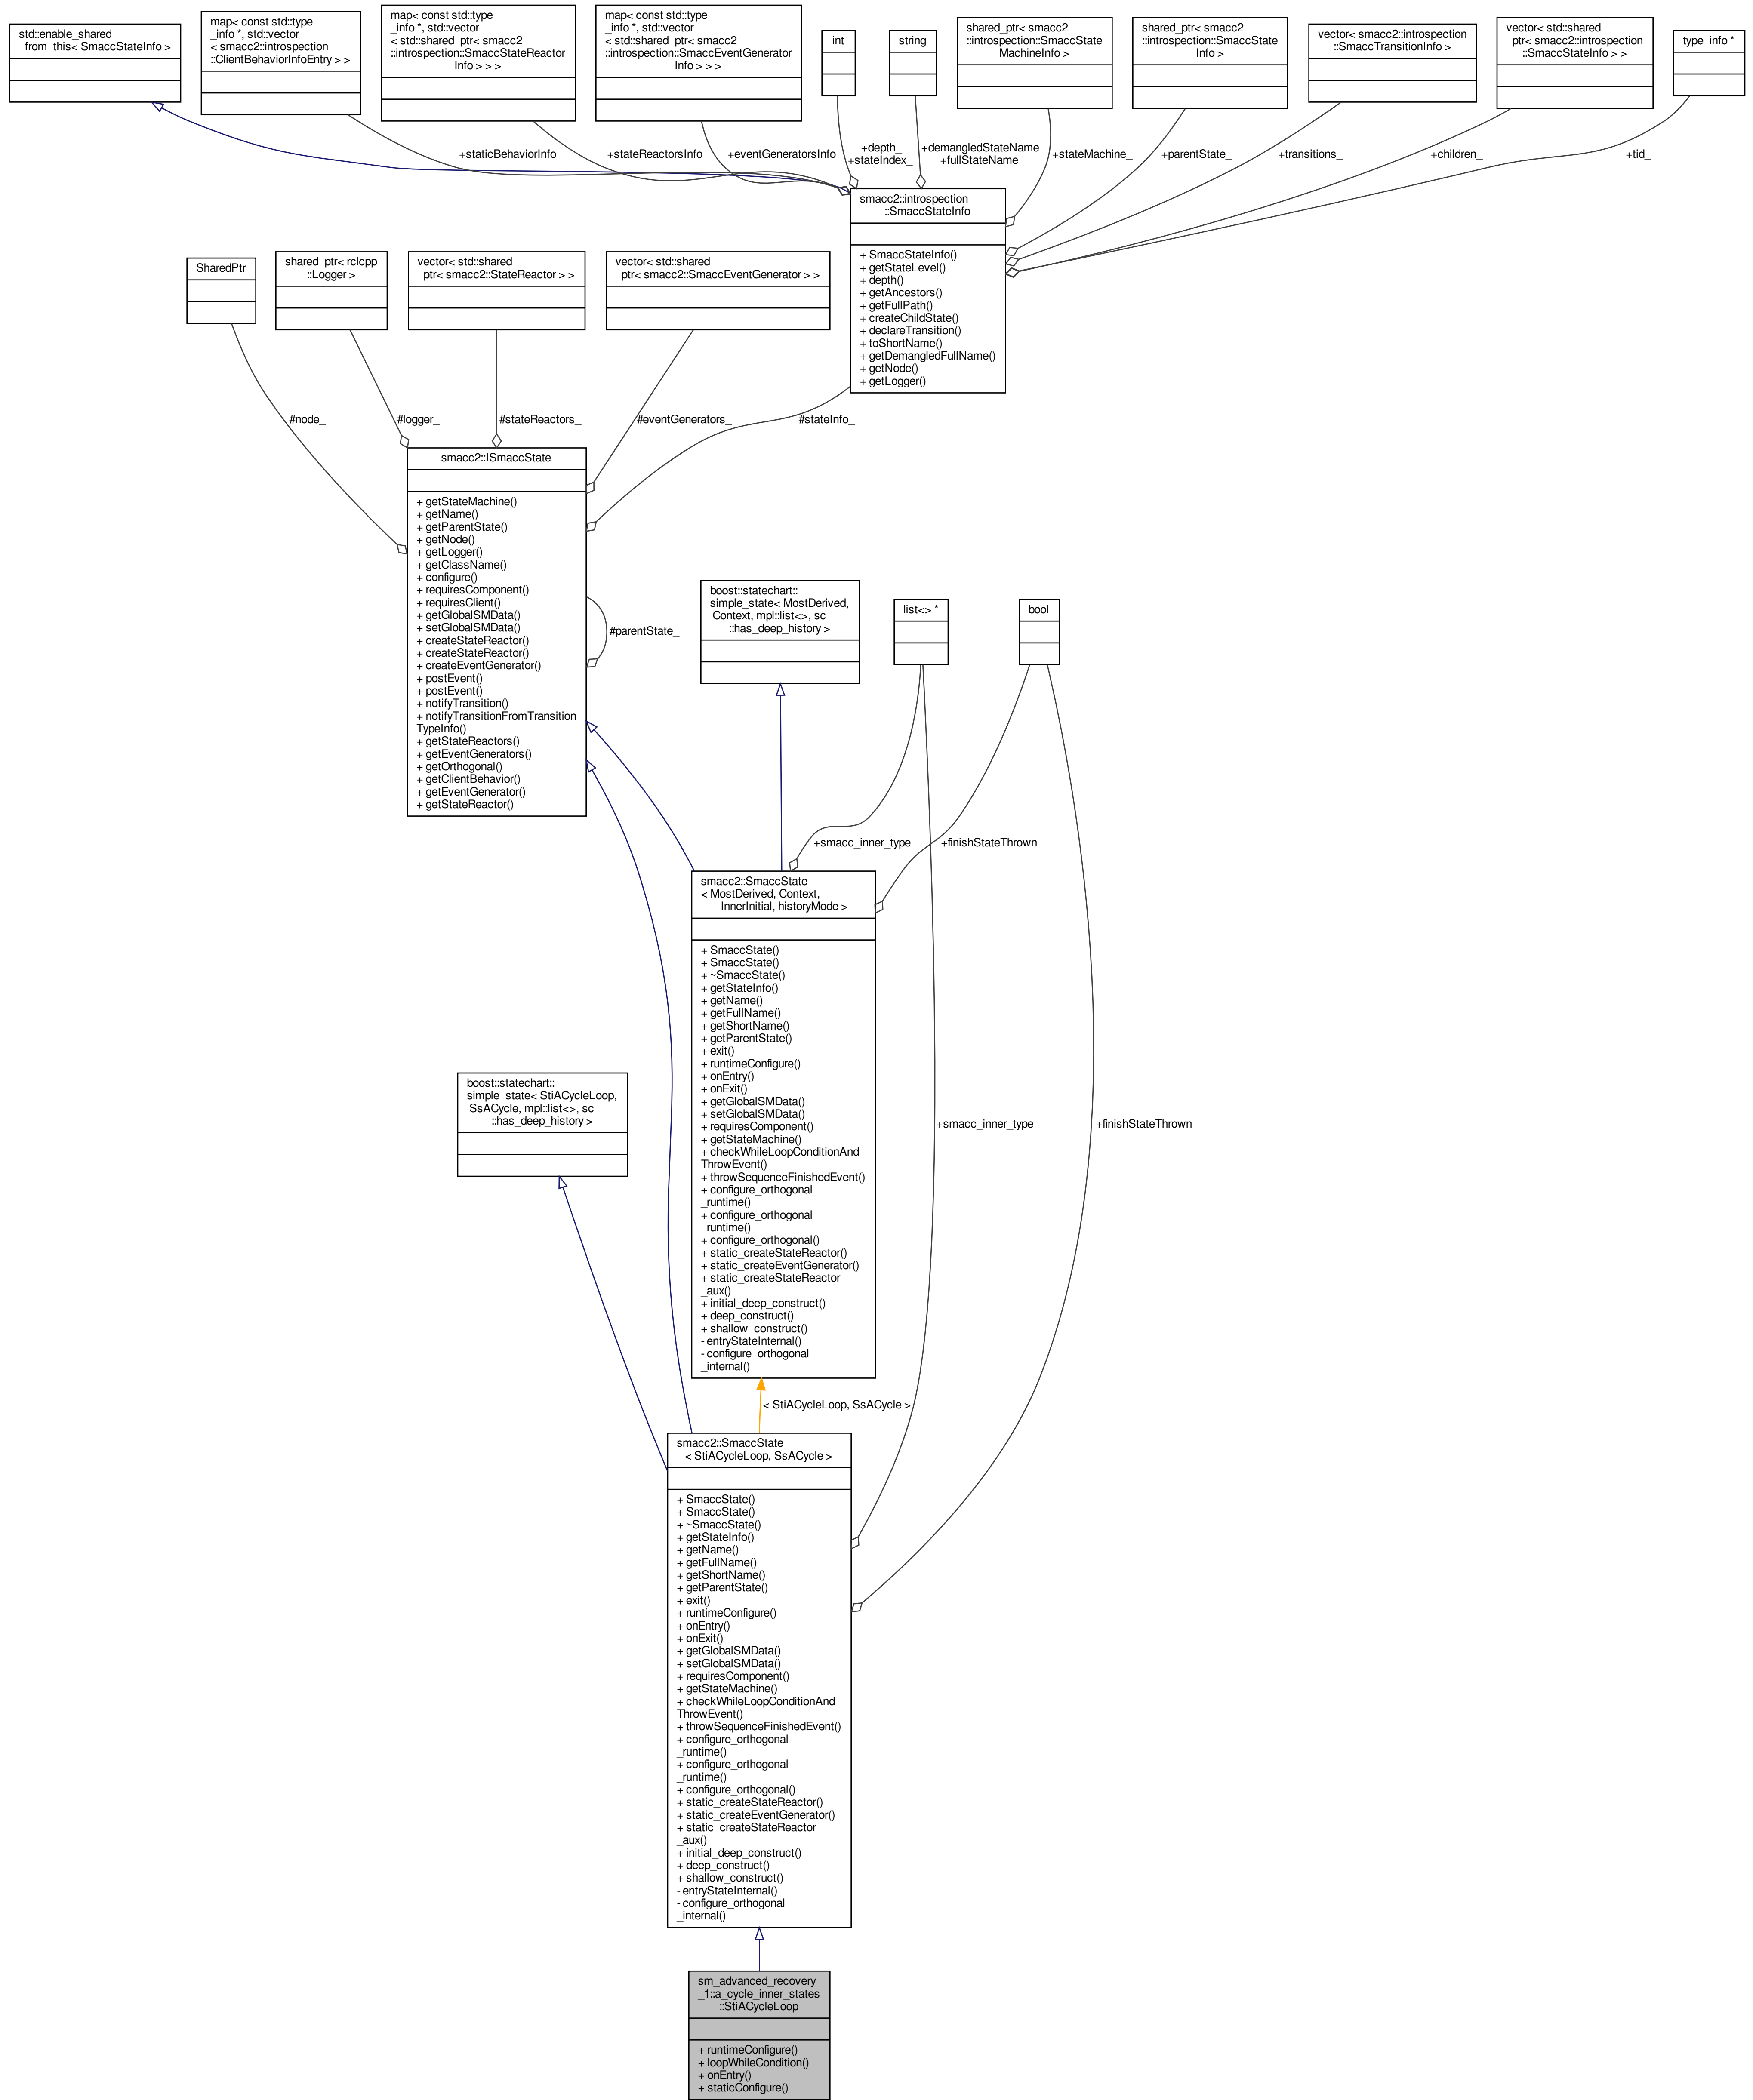 std::enable_shared
_from_this< SmaccStateInfo >
map< const std::type
_info *, std::vector
< smacc2::introspection
::ClientBehaviorInfoEntry > >
map< const std::type
_info *, std::vector
< std::shared_ptr< smacc2
::introspection::SmaccStateReactor
Info > > >
map< const std::type
_info *, std::vector
< std::shared_ptr< smacc2
::introspection::SmaccEventGenerator
Info > > >
int
string
shared_ptr< smacc2
::introspection::SmaccState
MachineInfo >
shared_ptr< smacc2
::introspection::SmaccState
Info >
vector< smacc2::introspection
::SmaccTransitionInfo >
vector< std::shared
_ptr< smacc2::introspection
::SmaccStateInfo > >
type_info *
+staticBehaviorInfo
+stateReactorsInfo
+eventGeneratorsInfo
+depth_
+stateIndex_
+demangledStateName
+fullStateName
+stateMachine_
+parentState_
+transitions_
+children_
+tid_
smacc2::introspection
::SmaccStateInfo
+ SmaccStateInfo()
+ getStateLevel()
+ depth()
+ getAncestors()
+ getFullPath()
+ createChildState()
+ declareTransition()
+ toShortName()
+ getDemangledFullName()
+ getNode()
+ getLogger()
SharedPtr
shared_ptr< rclcpp
::Logger >
vector< std::shared
_ptr< smacc2::StateReactor > >
vector< std::shared
_ptr< smacc2::SmaccEventGenerator > >
#node_
#logger_
#stateReactors_
#eventGenerators_
#stateInfo_
smacc2::ISmaccState
+ getStateMachine()
+ getName()
+ getParentState()
+ getNode()
+ getLogger()
+ getClassName()
+ configure()
+ requiresComponent()
+ requiresClient()
+ getGlobalSMData()
+ setGlobalSMData()
+ createStateReactor()
+ createStateReactor()
+ createEventGenerator()
+ postEvent()
+ postEvent()
+ notifyTransition()
+ notifyTransitionFromTransition
TypeInfo()
+ getStateReactors()
+ getEventGenerators()
+ getOrthogonal()
+ getClientBehavior()
+ getEventGenerator()
+ getStateReactor()
#parentState_
boost::statechart::
simple_state< MostDerived,
Context, mpl::list<>, sc
::has_deep_history >
list<> *
bool
+smacc_inner_type
+finishStateThrown
smacc2::SmaccState
< MostDerived, Context,
InnerInitial, historyMode >
+ SmaccState()
+ SmaccState()
+ ~SmaccState()
+ getStateInfo()
+ getName()
+ getFullName()
+ getShortName()
+ getParentState()
+ exit()
+ runtimeConfigure()
+ onEntry()
+ onExit()
+ getGlobalSMData()
+ setGlobalSMData()
+ requiresComponent()
+ getStateMachine()
+ checkWhileLoopConditionAnd
ThrowEvent()
+ throwSequenceFinishedEvent()
+ configure_orthogonal
_runtime()
+ configure_orthogonal
_runtime()
+ configure_orthogonal()
+ static_createStateReactor()
+ static_createEventGenerator()
+ static_createStateReactor
_aux()
+ initial_deep_construct()
+ deep_construct()
+ shallow_construct()
- entryStateInternal()
- configure_orthogonal
_internal()
boost::statechart::
simple_state< StiACycleLoop,
SsACycle, mpl::list<>, sc
::has_deep_history >
+smacc_inner_type
+finishStateThrown
< StiACycleLoop, SsACycle >
smacc2::SmaccState
< StiACycleLoop, SsACycle >
+ SmaccState()
+ SmaccState()
+ ~SmaccState()
+ getStateInfo()
+ getName()
+ getFullName()
+ getShortName()
+ getParentState()
+ exit()
+ runtimeConfigure()
+ onEntry()
+ onExit()
+ getGlobalSMData()
+ setGlobalSMData()
+ requiresComponent()
+ getStateMachine()
+ checkWhileLoopConditionAnd
ThrowEvent()
+ throwSequenceFinishedEvent()
+ configure_orthogonal
_runtime()
+ configure_orthogonal
_runtime()
+ configure_orthogonal()
+ static_createStateReactor()
+ static_createEventGenerator()
+ static_createStateReactor
_aux()
+ initial_deep_construct()
+ deep_construct()
+ shallow_construct()
- entryStateInternal()
- configure_orthogonal
_internal()
sm_advanced_recovery
_1::a_cycle_inner_states
::StiACycleLoop
+ runtimeConfigure()
+ loopWhileCondition()
+ onEntry()
+ staticConfigure()